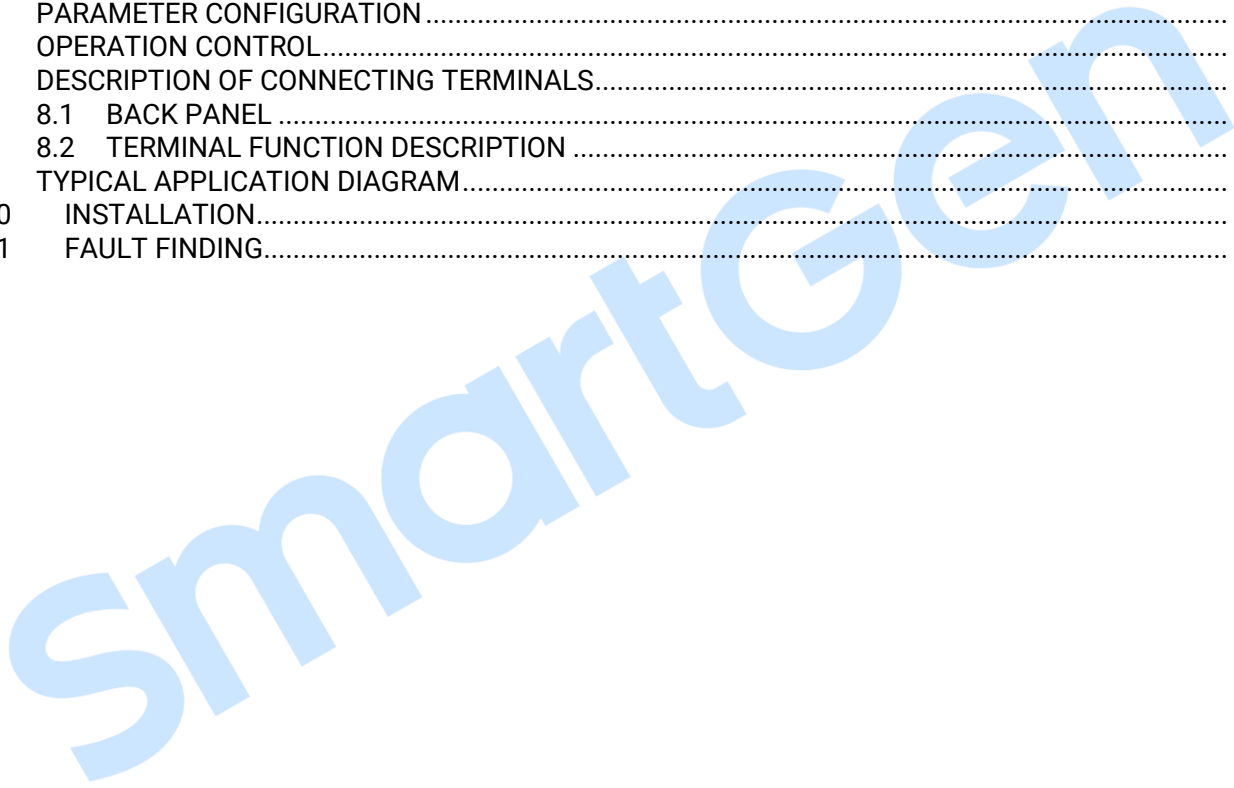 PARAMETER CONFIGURATION ........................................................................................................................
OPERATION CONTROL........................................................................................................................
DESCRIPTION OF CONNECTING TERMINALS........................................................................................................................
8.1 BACK PANEL ........................................................................................................................
8.2 TERMINAL FUNCTION DESCRIPTION ........................................................................................................................
TYPICAL APPLICATION DIAGRAM........................................................................................................................
0 INSTALLATION........................................................................................................................
1 FAULT FINDING........................................................................................................................
SmartGen